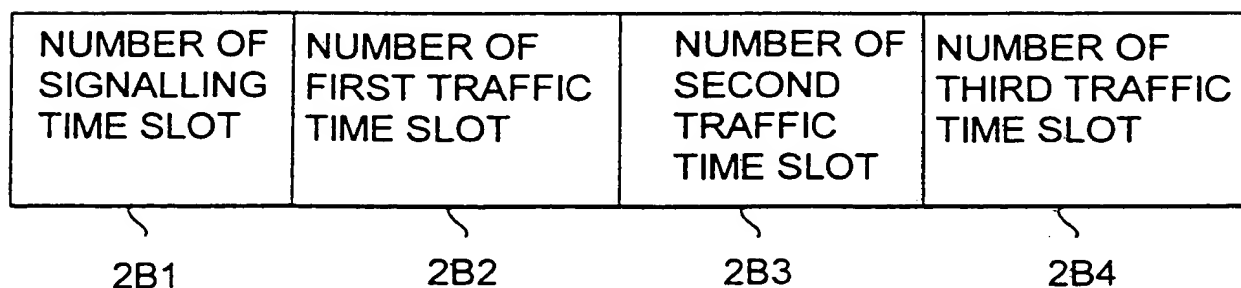 NUMBER OF
SIGNALLING
TIME SLOT
NUMBER OF
FIRST TRAFFIC
TIME SLOT
NUMBER OF
SECOND
TRAFFIC
TIME SLOT
NUMBER OF
THIRD TRAFFIC
TIME SLOT
2B1
2B2
2B3
2B4